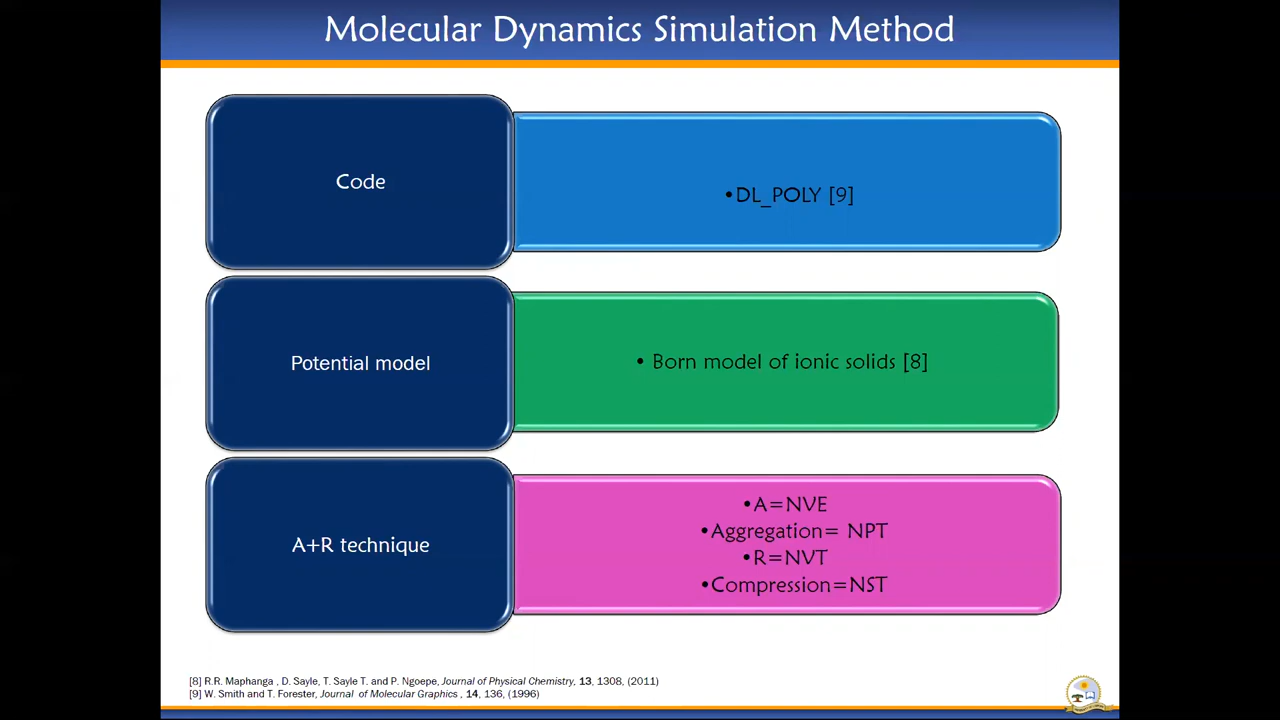 Molecular Dynamics Simulation Method
Code
•DL_POLY [9]
Potential model
• Born model of ionic solids [8]
A+R technique
•A=NVE
•Aggregation= NPT
•R=NVT
•Compression=NST
[8] R.R. Maphanga , D. Sayle, T. Sayle T. and P. Ngoepe, Journal of Physical Chemistry, 13, 1308, (2011)
[9] W. Smith and T. Forester, Journal of Molecular Graphics , 14, 136, (1996)